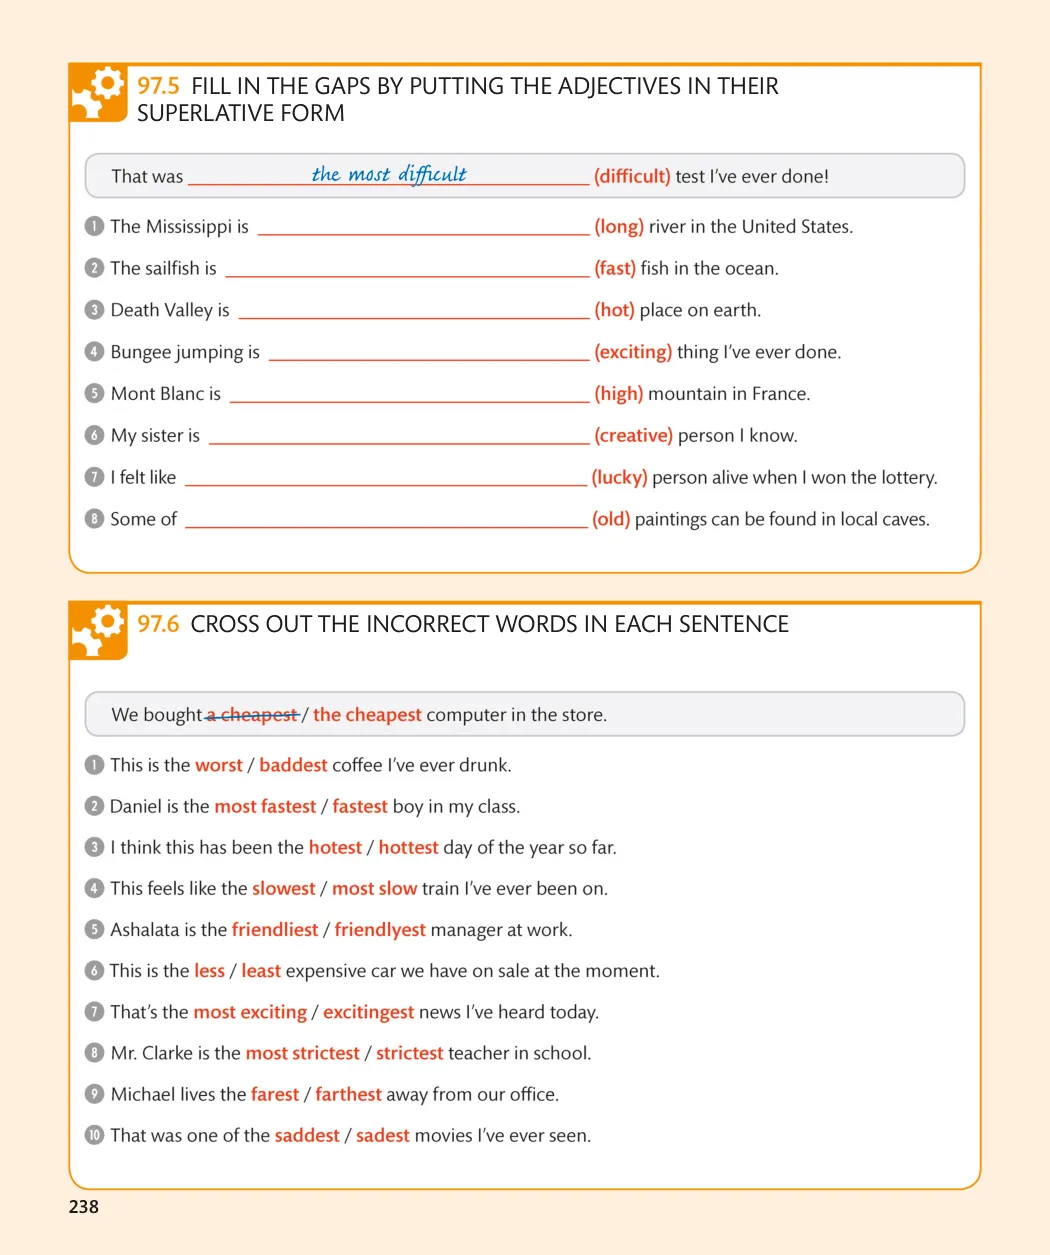 97.5 FILL IN THE GAPS BY PUTTING THE ADJECTIVES IN THEIR
SUPERLATIVE FORM
That was the most difficult (difficult) test I've ever done!
1 The Mississippi is ______ (long) river in the United States.
2 The sailfish is ______ (fast) fish in the ocean.
3 Death Valley is ______ (hot) place on earth.
4 Bungee jumping is ______ (exciting) thing I've ever done.
5 Mont Blanc is ______ (high) mountain in France.
6 My sister is ______ (creative) person I know.
7 I felt like ______ (lucky) person alive when I won the lottery.
8 Some of ______ (old) paintings can be found in local caves.
97.6 CROSS OUT THE INCORRECT WORDS IN EACH SENTENCE
We bought a cheapest / the cheapest computer in the store.
1 This is the worst / baddest coffee I've ever drunk.
2 Daniel is the most fastest / fastest boy in my class.
3 I think this has been the hotest / hottest day of the year so far.
4 This feels like the slowest / most slow train I've ever been on.
5 Ashalata is the friendliest / friendlyest manager at work.
6 This is the less / least expensive car we have on sale at the moment.
7 That's the most exciting / excitingest news I've heard today.
8 Mr. Clarke is the most strictest / strictest teacher in school.
9 Michael lives the farest / farthest away from our office.
10 That was one of the saddest / sadest movies I've ever seen.
238